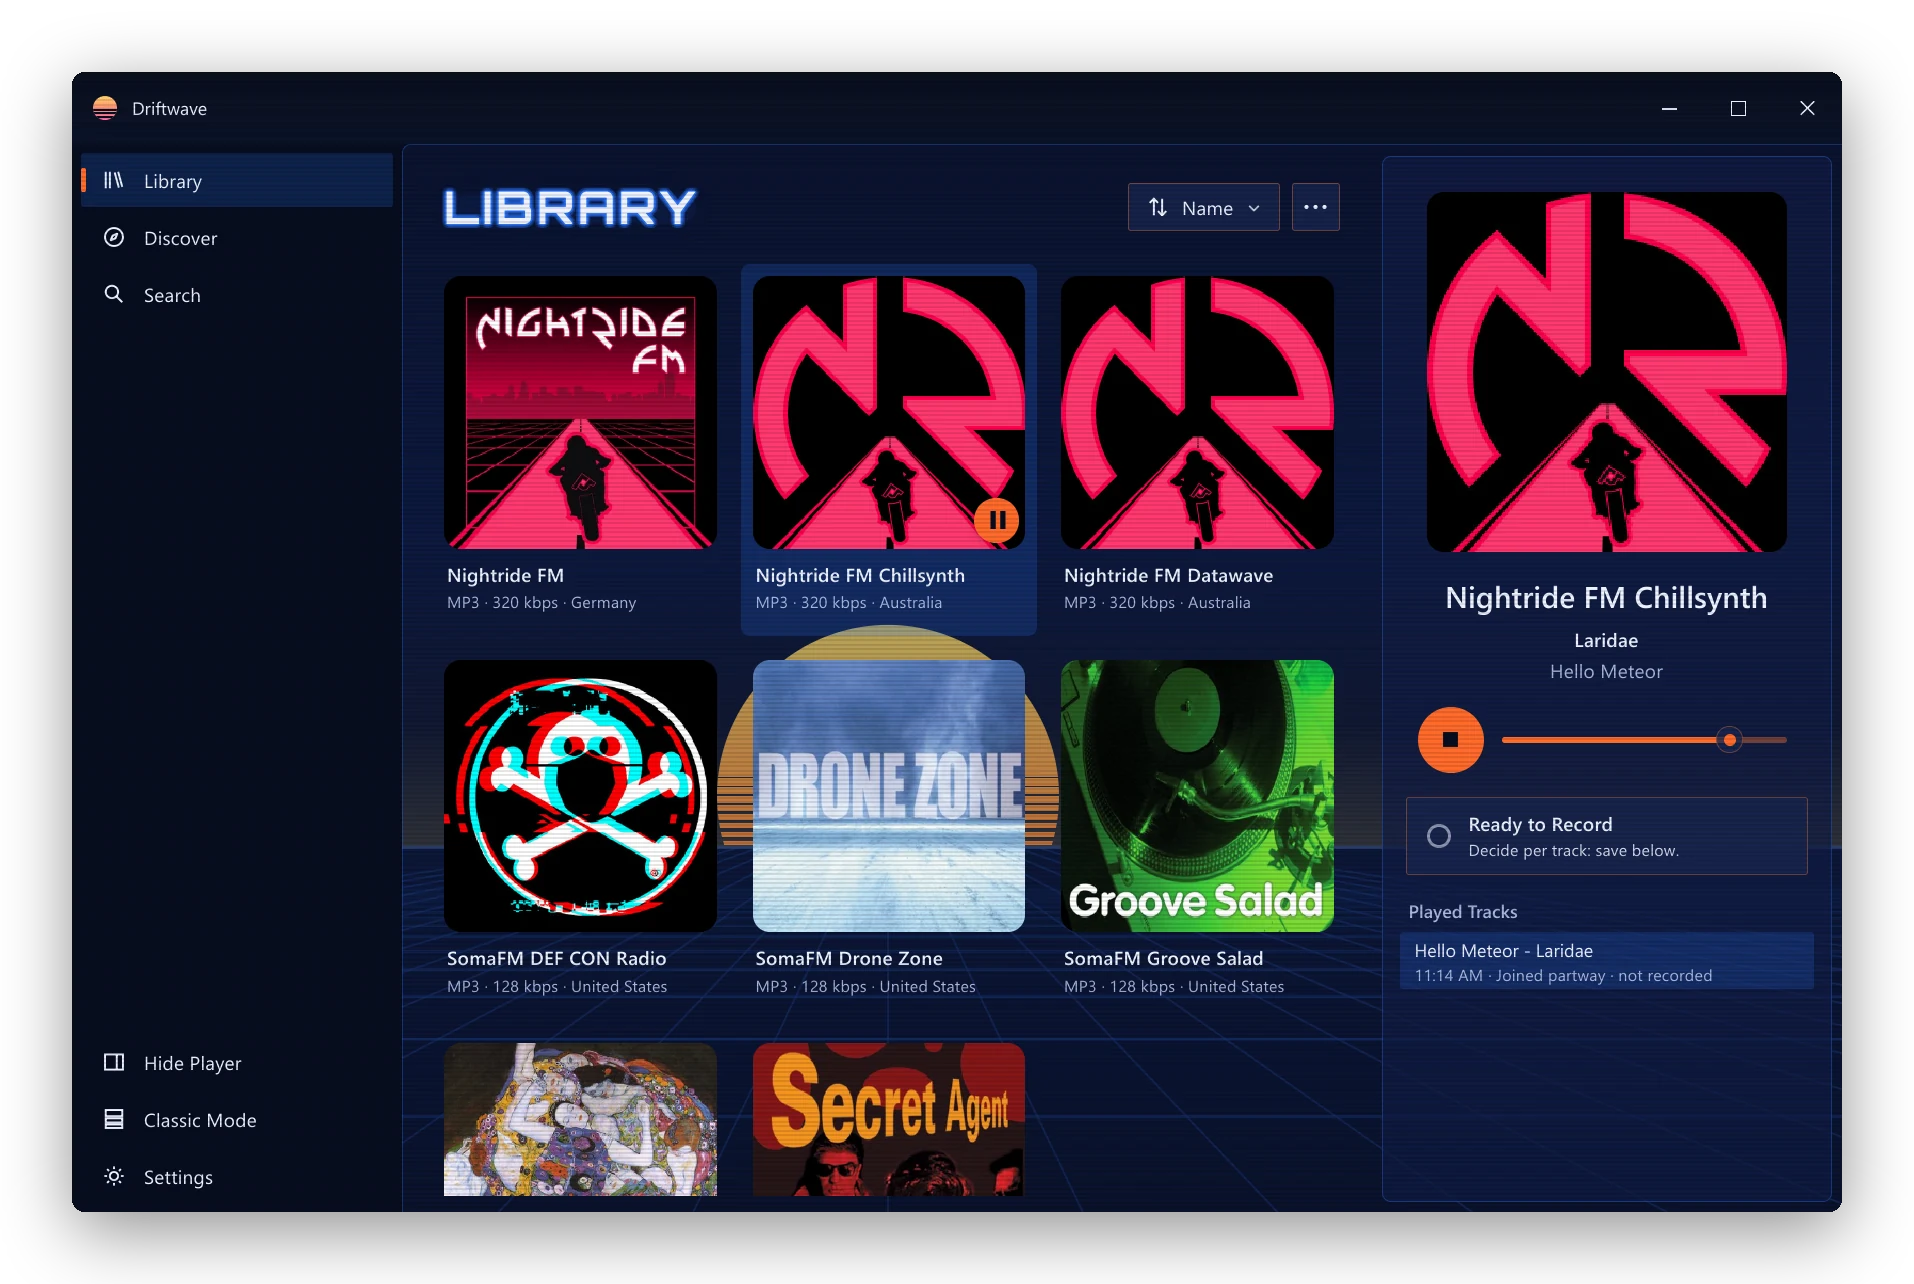 Driftwave
Library
Discover
Search
Hide Player
Classic Mode
Settings
LIBRARY
Name
NIGHTRIDE
FM
Nightride FM
MP3 · 320 kbps · Germany
NR
Nightride FM Chillsynth
MP3 · 320 kbps · Australia
NR
Nightride FM Datawave
MP3 · 320 kbps · Australia
SomaFM DEF CON Radio
MP3 · 128 kbps · United States
DRONE ZONE
SomaFM Drone Zone
MP3 · 128 kbps · United States
Groove Salad
SomaFM Groove Salad
MP3 · 128 kbps · United States
Secret Agent
NR
Nightride FM Chillsynth
Laridae
Hello Meteor
Ready to Record
Decide per track: save below.
Played Tracks
Hello Meteor - Laridae
11:14 AM · Joined partway · not recorded